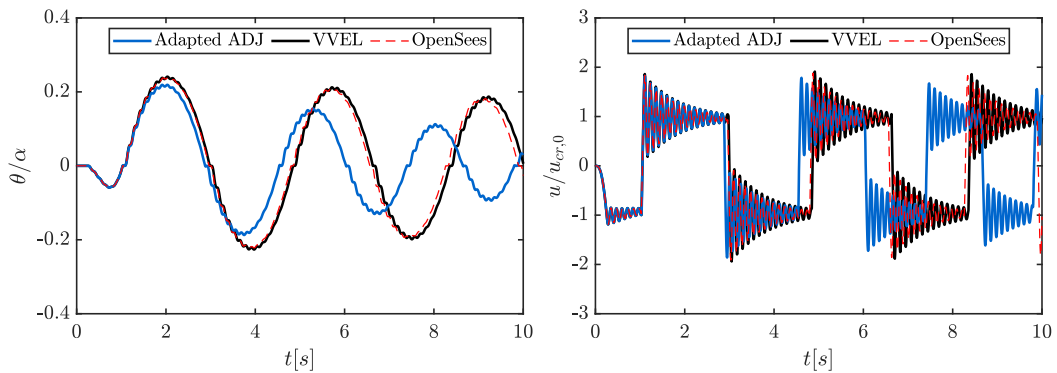 Adapted ADJ VVEL OpenSees
0.4
0.2
0
-0.2
-0.4
θ/α
0 2 4 6 8 10
t[s]
Adapted ADJ VVEL OpenSees
3
2
1
0
-1
-2
-3
u/u_{cr,0}
0 2 4 6 8 10
t[s]